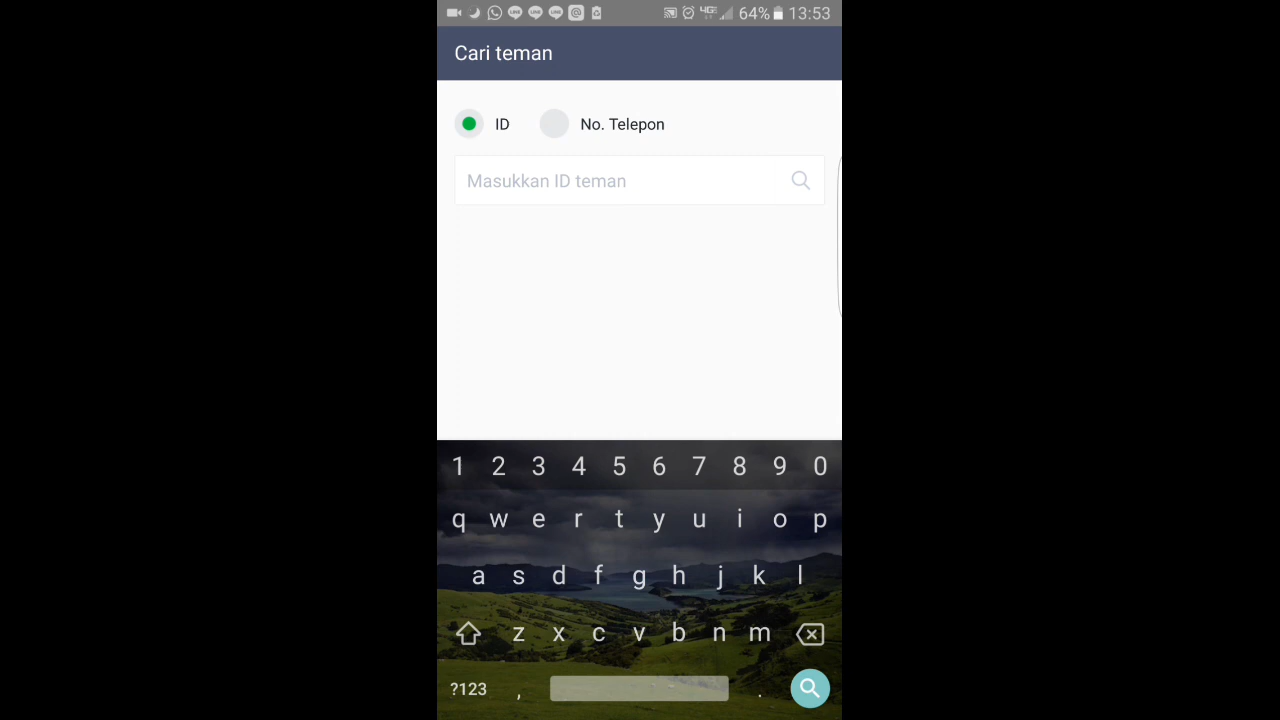 64% 13:53
Cari teman
ID No. Telepon
Masukkan ID teman
1 2 3 4 5 6 7 8 9 0
q w e r t y u i o p
a s d f g h j k l
z x c v b n m
?123 , .